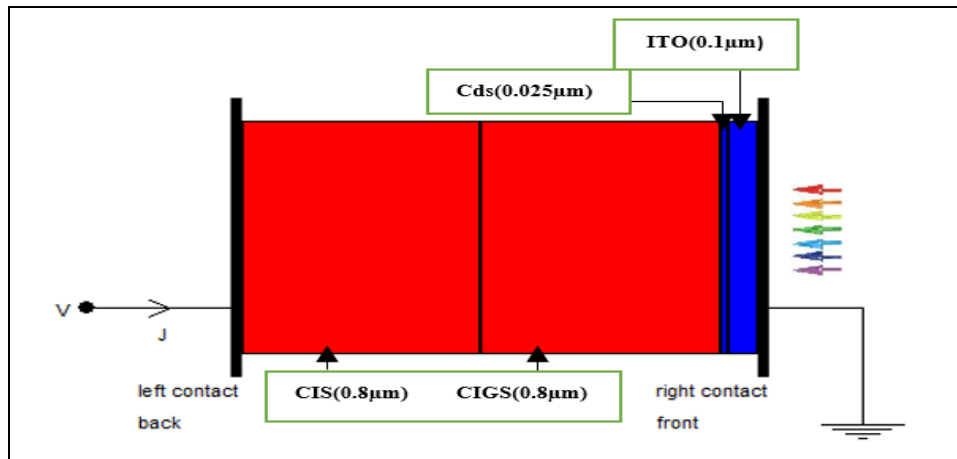 ITO(0.1μm)
Cds(0.025μm)
V
J
left contact
back
CIS(0.8μm)
CIGS(0.8μm)
right contact
front